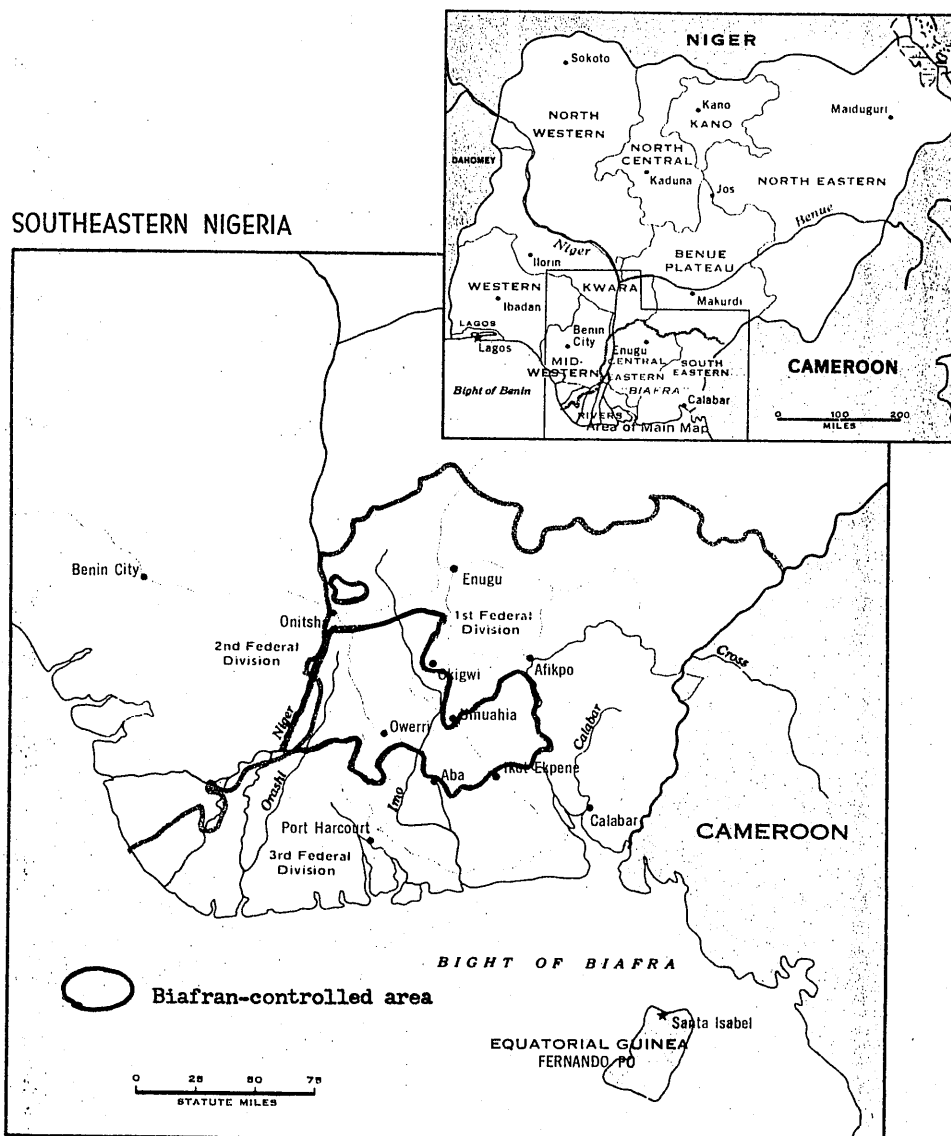 NIGER
Sokoto
Kano
KANO
Maiduguri
NORTH
WESTERN
NORTH
CENTRAL
Kaduna
DAHOMEY
Jos
NORTH EASTERN
Benue
Niger
Ilorin
BENUE
PLATEAU
WESTERN
KWARA
Ibadan
Makurdi
LAGOS
Lagos
Benin
City
Enugu
MID-
WESTERN
CENTRAL
EASTERN
SOUTH
EASTERN
CAMEROON
Bight of Benin
BIAFRA
Calabar
RIVERS
Area of Main Map
0 100 200
MILES
SOUTHEASTERN NIGERIA
Benin City
Enugu
Onitsh
1st Federal
Division
2nd Federal
Division
Okigwi
Afikpo
Cross
Niger
Owerri
Umuahia
Calabar
Orashi
Imo
Aba
Ikot Ekpene
Port Harcourt
Calabar
CAMEROON
3rd Federal
Division
BIGHT OF BIAFRA
Biafran-controlled area
Santa Isabel
EQUATORIAL GUINEA
FERNANDO PO
0 25 50 75
STATUTE MILES